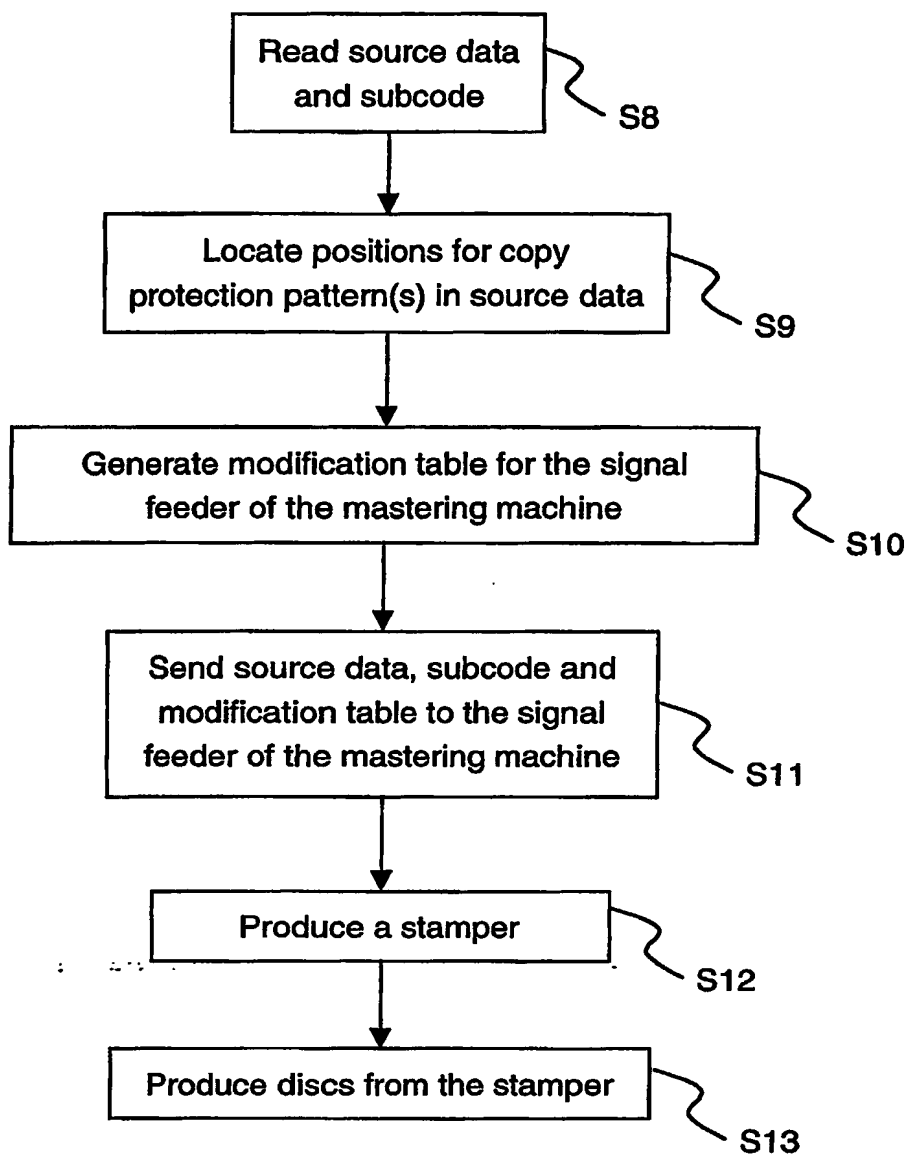 Read source data
and subcode
S8
Locate positions for copy
protection pattern(s) in source data
S9
Generate modification table for the signal
feeder of the mastering machine
S10
Send source data, subcode and
modification table to the signal
feeder of the mastering machine
S11
Produce a stamper
S12
Produce discs from the stamper
S13